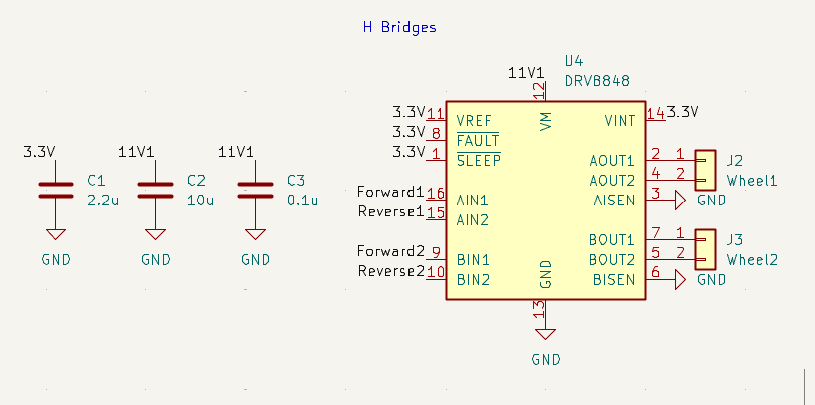 H Bridges
U4
DRV8848
11V1
12
VM
3.3V 11 VREF
3.3V 8 FAULT
3.3V 1 SLEEP
Forward1 16 AIN1
Reverse1 15 AIN2
Forward2 9 BIN1
Reverse2 10 BIN2
VINT 14 3.3V
AOUT1 2 1 J2
AOUT2 4 2 Wheel1
AISEN 3 GND
BOUT1 7 1 J3
BOUT2 5 2 Wheel2
BISEN 6 GND
GND
13
GND
3.3V
C1
2.2u
GND
11V1
C2
10u
GND
11V1
C3
0.1u
GND